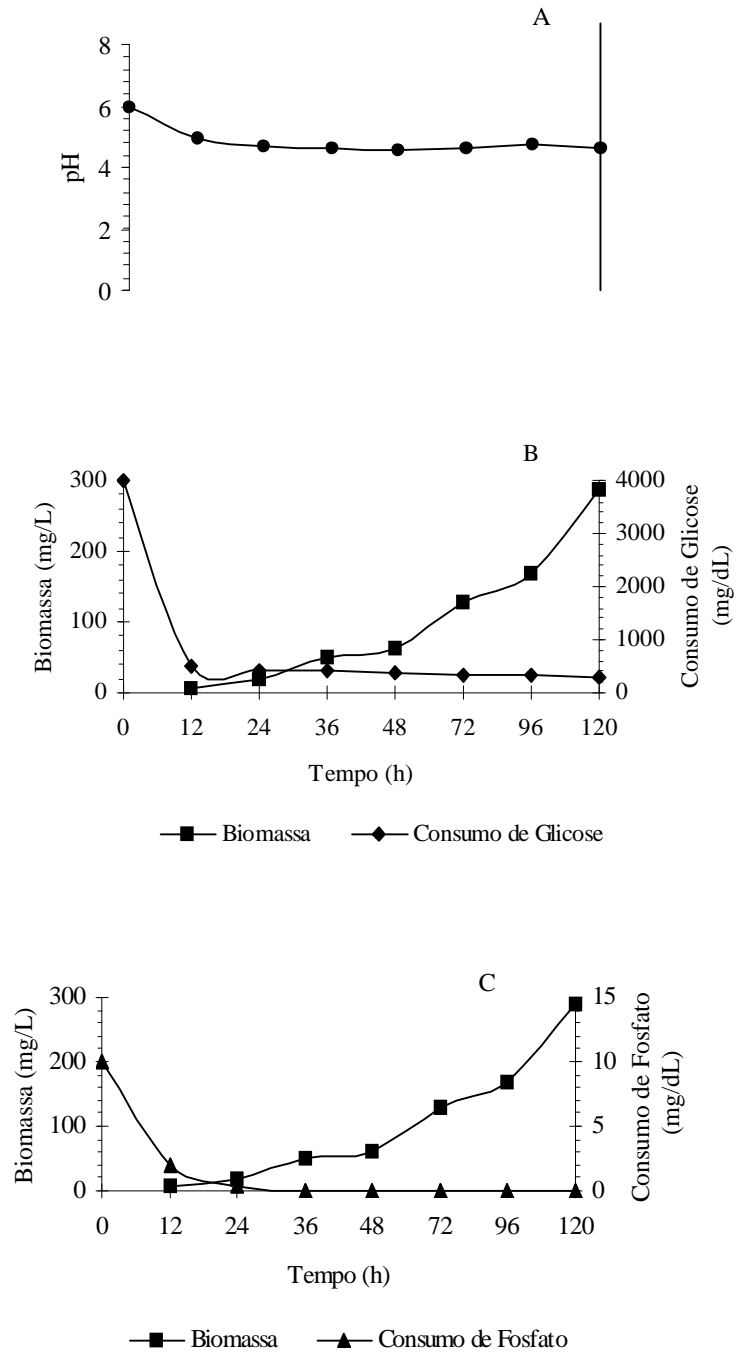 A
8
6
4
2
0
pH
B
300
200
100
0
Biomassa (mg/L)
4000
3000
2000
1000
0
Consumo de Glicose
(mg/dL)
0 12 24 36 48 72 96 120
Tempo (h)
Biomassa Consumo de Glicose
C
300
200
100
0
Biomassa (mg/L)
15
10
5
0
Consumo de Fosfato
(mg/dL)
0 12 24 36 48 72 96 120
Tempo (h)
Biomassa Consumo de Fosfato